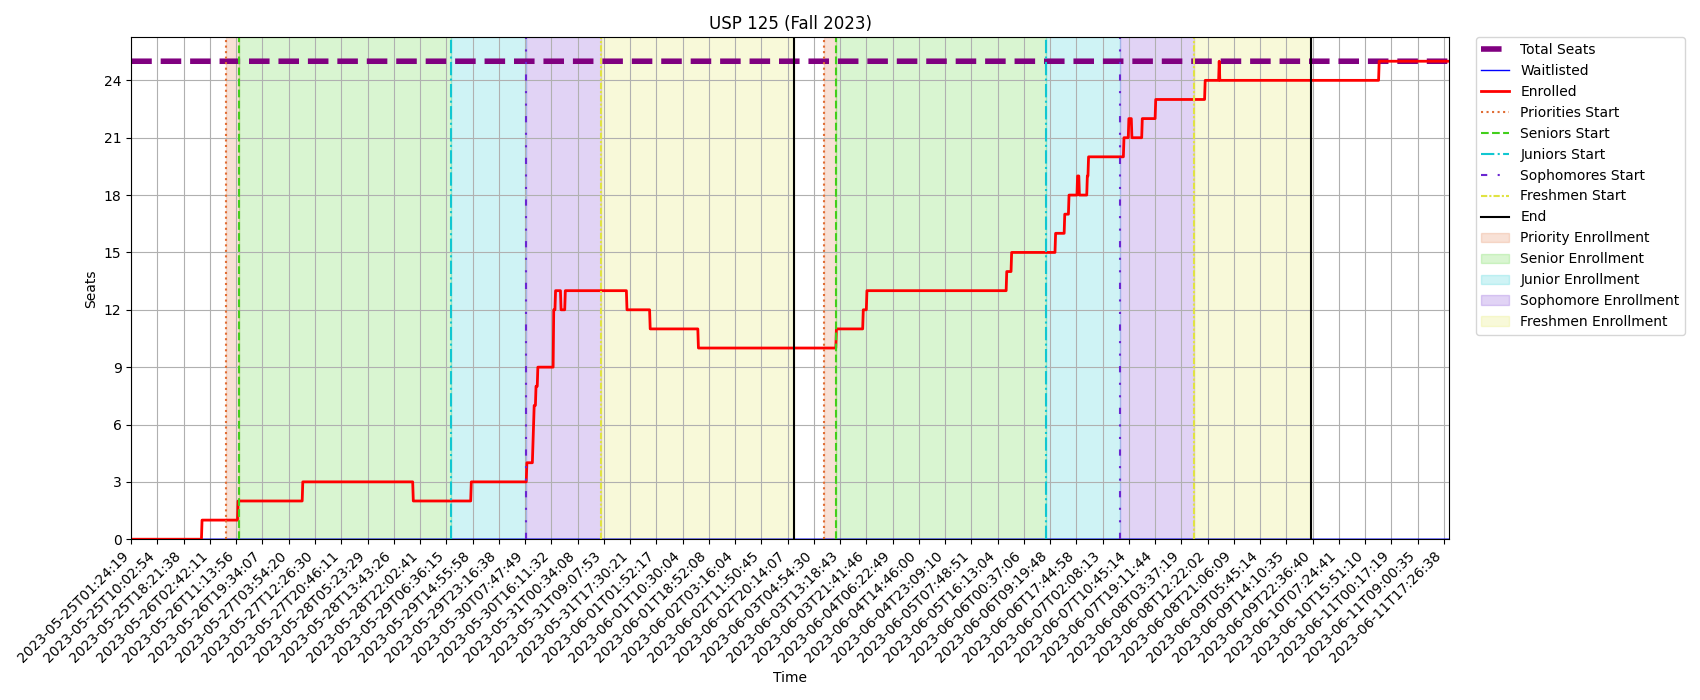 USP 125 (Fall 2023)
Total Seats
Waitlisted
Enrolled
Priorities Start
Seniors Start
Juniors Start
Sophomores Start
Freshmen Start
End
Priority Enrollment
Senior Enrollment
Junior Enrollment
Sophomore Enrollment
Freshmen Enrollment
Seats
24
21
18
15
12
9
6
3
0
2023-05-25T01:24:19
2023-05-25T10:02:54
2023-05-25T18:21:38
2023-05-26T02:42:11
2023-05-26T11:13:56
2023-05-26T19:34:07
2023-05-27T03:54:20
2023-05-27T12:26:30
2023-05-27T20:46:11
2023-05-28T05:23:29
2023-05-28T13:43:26
2023-05-28T22:02:41
2023-05-29T06:36:15
2023-05-29T14:55:58
2023-05-29T23:16:38
2023-05-30T07:47:49
2023-05-30T16:11:32
2023-05-31T00:34:08
2023-05-31T09:07:53
2023-05-31T17:30:21
2023-06-01T01:52:17
2023-06-01T10:30:04
2023-06-01T18:52:08
2023-06-02T03:16:04
2023-06-02T11:50:45
2023-06-02T20:14:07
2023-06-03T04:54:30
2023-06-03T13:18:43
2023-06-03T21:41:46
2023-06-04T06:22:49
2023-06-04T14:46:00
2023-06-04T23:09:10
2023-06-05T07:48:51
2023-06-05T16:13:04
2023-06-06T00:37:06
2023-06-06T09:19:48
2023-06-06T17:44:58
2023-06-07T02:08:13
2023-06-07T10:45:14
2023-06-07T19:11:44
2023-06-08T03:37:19
2023-06-08T12:22:02
2023-06-08T21:06:09
2023-06-09T05:45:14
2023-06-09T14:10:35
2023-06-09T22:36:40
2023-06-10T07:24:41
2023-06-10T15:51:10
2023-06-11T00:17:19
2023-06-11T09:00:35
2023-06-11T17:26:38
Time